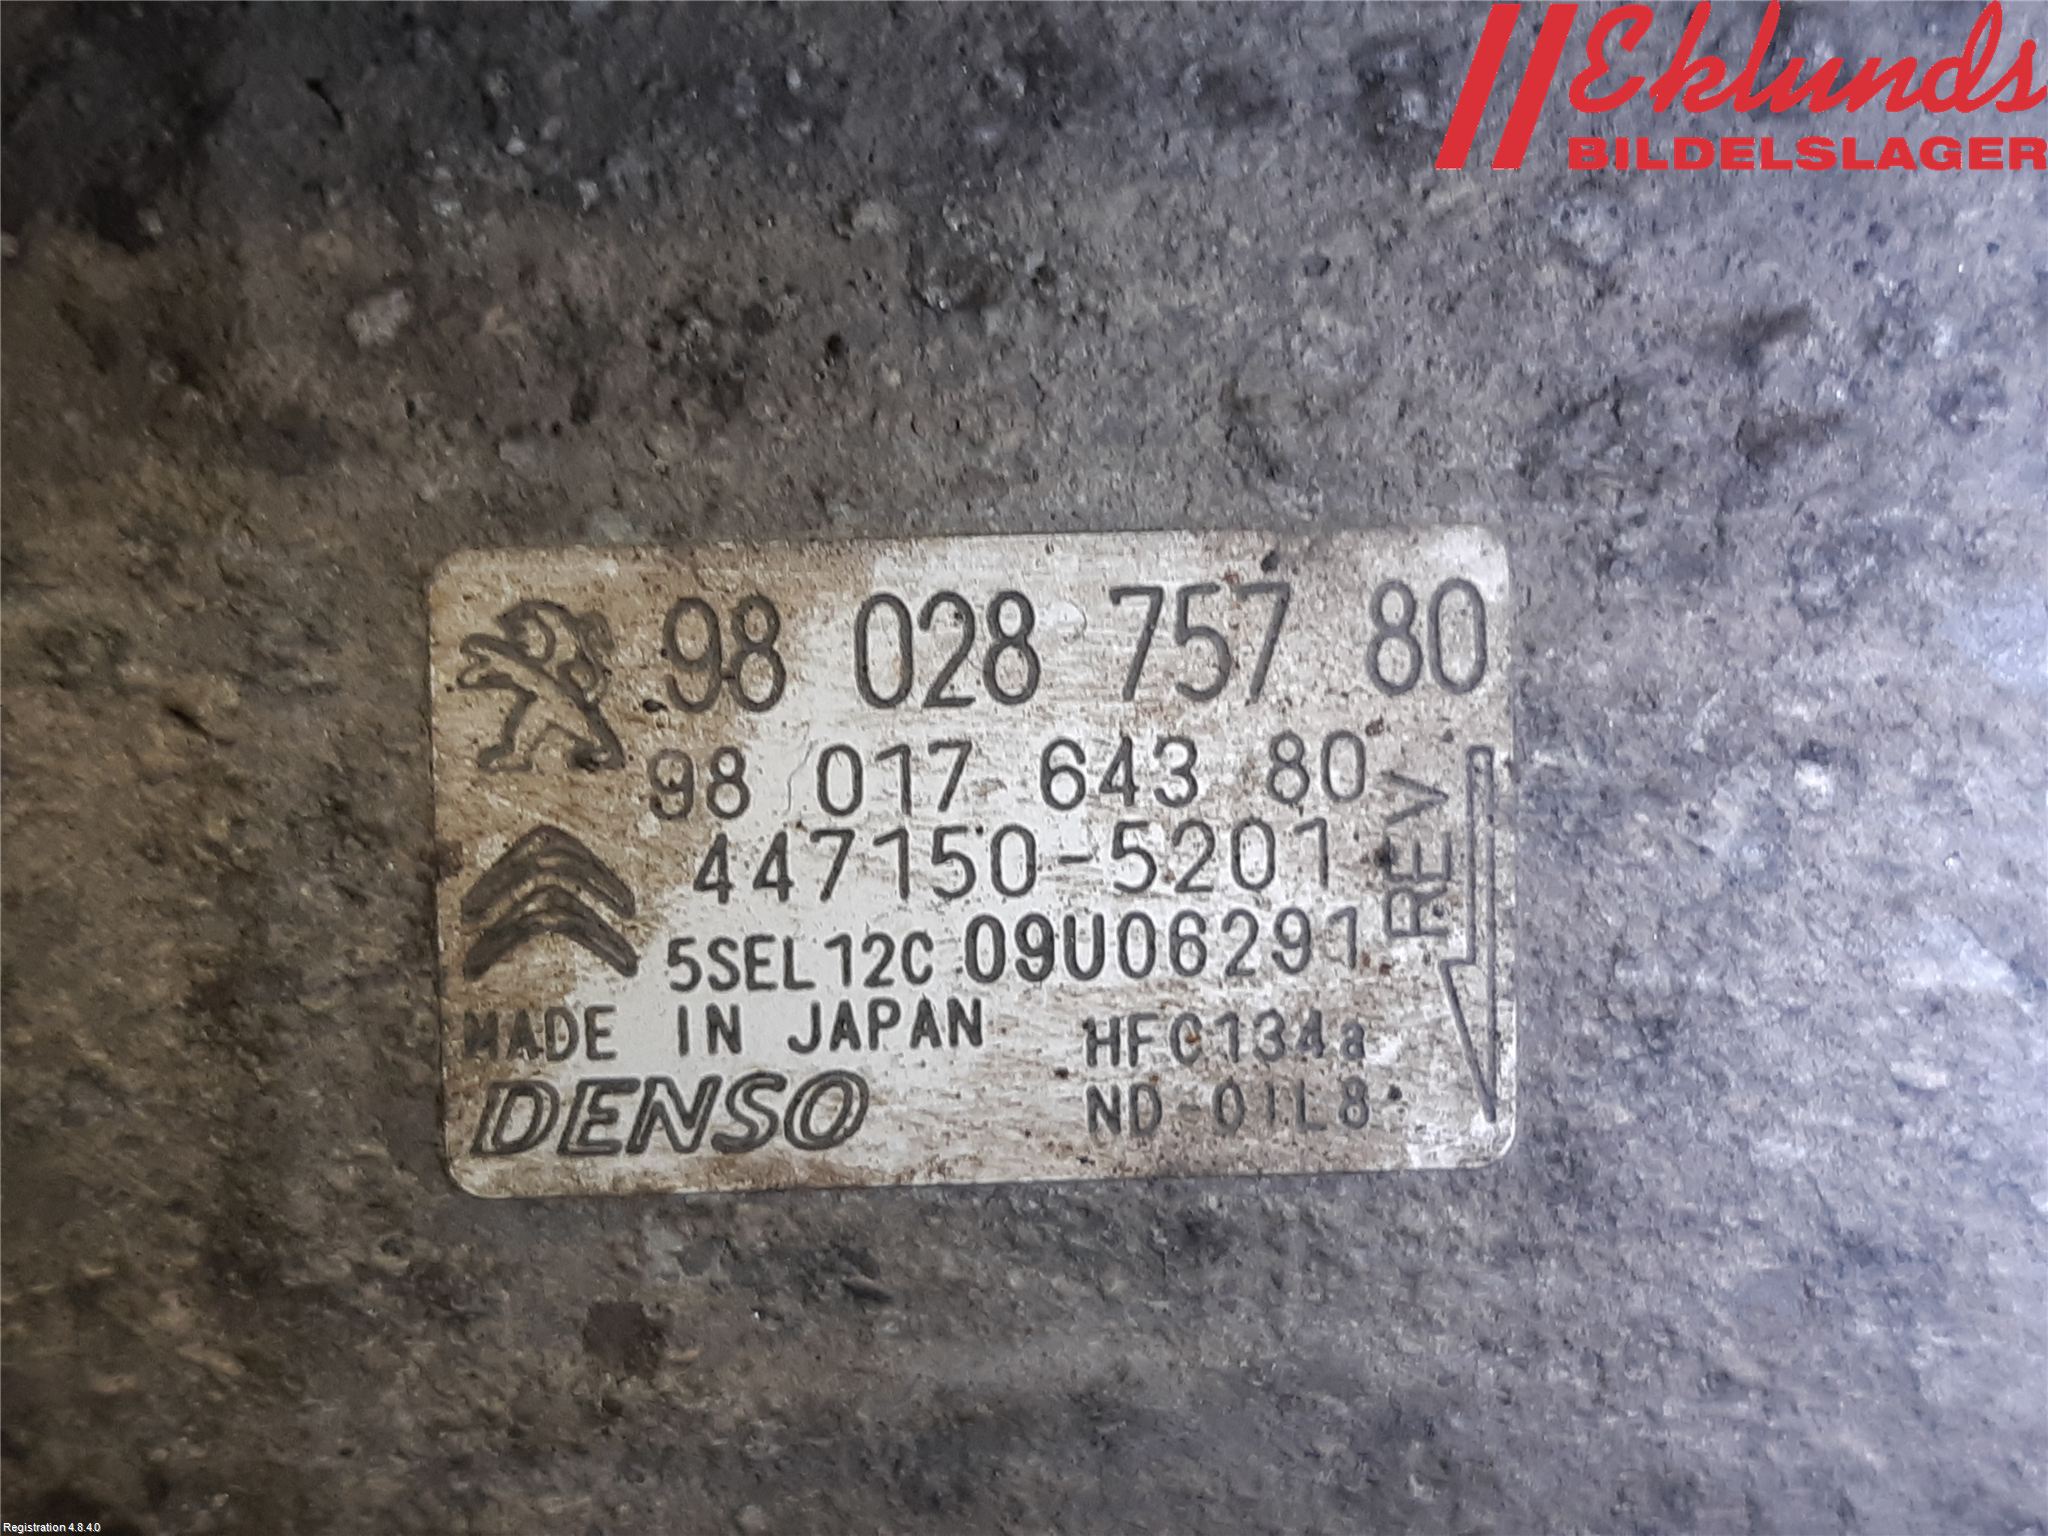 Eklunds
BILDELSLAGER
98 028 757 80
98 017 643 80
447150-5201
5SEL12C 09U06291
REV
MADE IN JAPAN
HFC134a
DENSO
ND-OIL8
Registration 4.8.4.0